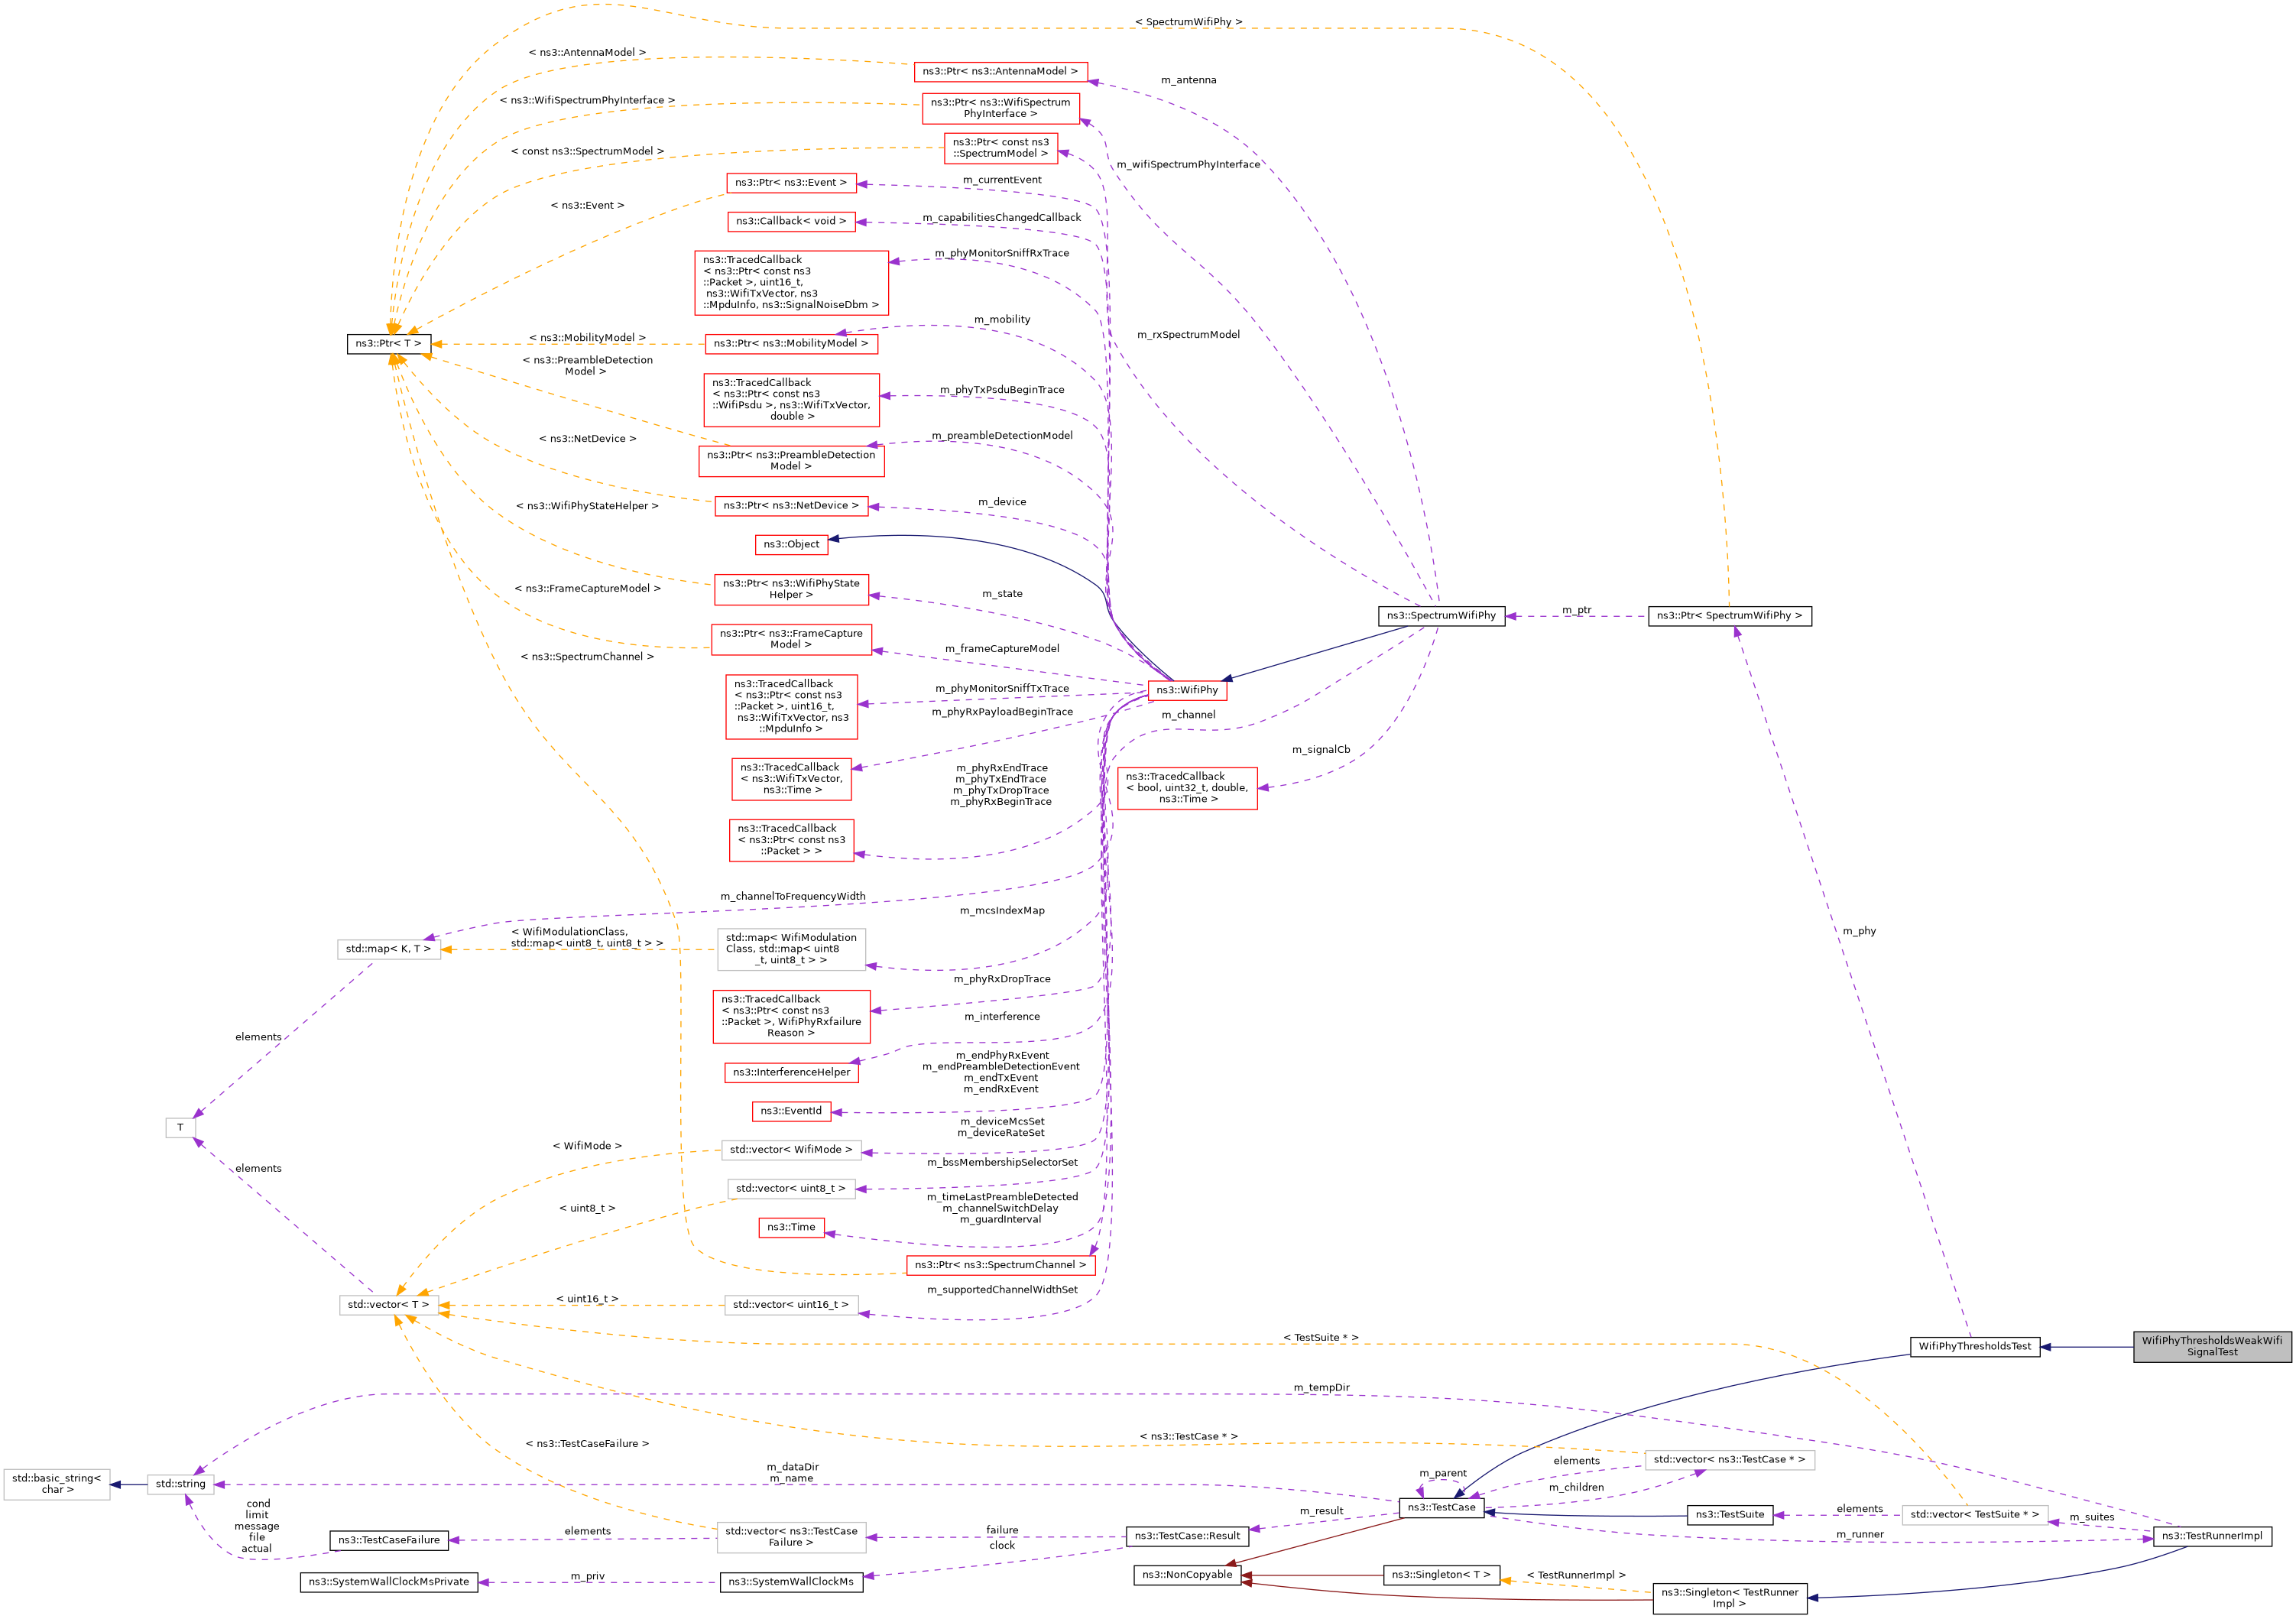 < SpectrumWifiPhy >
< ns3::AntennaModel >
ns3::Ptr< ns3::AntennaModel >
m_antenna
< ns3::WifiSpectrumPhyInterface >
ns3::Ptr< ns3::WifiSpectrum
PhyInterface >
m_wifiSpectrumPhyInterface
< const ns3::SpectrumModel >
ns3::Ptr< const ns3
::SpectrumModel >
m_rxSpectrumModel
< ns3::Event >
ns3::Ptr< ns3::Event >
m_currentEvent
ns3::Callback< void >
m_capabilitiesChangedCallback
ns3::TracedCallback
< ns3::Ptr< const ns3
::Packet >, uint16_t,
ns3::WifiTxVector, ns3
::MpduInfo, ns3::SignalNoiseDbm >
m_phyMonitorSniffRxTrace
ns3::Ptr< T >
< ns3::MobilityModel >
ns3::Ptr< ns3::MobilityModel >
m_mobility
< ns3::PreambleDetection
Model >
ns3::TracedCallback
< ns3::Ptr< const ns3
::WifiPsdu >, ns3::WifiTxVector,
double >
m_phyTxPsduBeginTrace
ns3::Ptr< ns3::PreambleDetection
Model >
m_preambleDetectionModel
< ns3::NetDevice >
ns3::Ptr< ns3::NetDevice >
m_device
< ns3::WifiPhyStateHelper >
ns3::Object
ns3::Ptr< ns3::WifiPhyState
Helper >
m_state
< ns3::FrameCaptureModel >
ns3::Ptr< ns3::FrameCapture
Model >
m_frameCaptureModel
< ns3::SpectrumChannel >
ns3::SpectrumWifiPhy
m_ptr
ns3::Ptr< SpectrumWifiPhy >
ns3::WifiPhy
ns3::TracedCallback
< ns3::Ptr< const ns3
::Packet >, uint16_t,
ns3::WifiTxVector, ns3
::MpduInfo >
m_phyMonitorSniffTxTrace
m_phyRxPayloadBeginTrace
m_channel
m_signalCb
ns3::TracedCallback
< ns3::WifiTxVector,
ns3::Time >
m_phyRxEndTrace
m_phyTxEndTrace
m_phyTxDropTrace
m_phyRxBeginTrace
ns3::TracedCallback
< bool, uint32_t, double,
ns3::Time >
ns3::TracedCallback
< ns3::Ptr< const ns3
::Packet > >
m_channelToFrequencyWidth
m_mcsIndexMap
std::map< K, T >
< WifiModulationClass,
std::map< uint8_t, uint8_t > >
std::map< WifiModulation
Class, std::map< uint8
_t, uint8_t > >
m_phy
m_phyRxDropTrace
ns3::TracedCallback
< ns3::Ptr< const ns3
::Packet >, WifiPhyRxfailure
Reason >
m_interference
elements
ns3::InterferenceHelper
m_endPhyRxEvent
m_endPreambleDetectionEvent
m_endTxEvent
m_endRxEvent
ns3::EventId
T
m_deviceMcsSet
m_deviceRateSet
< WifiMode >
std::vector< WifiMode >
elements
m_bssMembershipSelectorSet
std::vector< uint8_t >
< uint8_t >
m_timeLastPreambleDetected
m_channelSwitchDelay
m_guardInterval
ns3::Time
ns3::Ptr< ns3::SpectrumChannel >
m_supportedChannelWidthSet
std::vector< T >
< uint16_t >
std::vector< uint16_t >
< TestSuite * >
WifiPhyThresholdsTest
WifiPhyThresholdsWeakWifi
SignalTest
m_tempDir
< ns3::TestCaseFailure >
< ns3::TestCase * >
std::vector< ns3::TestCase * >
elements
m_children
m_parent
std::basic_string<
char >
std::string
m_dataDir
m_name
ns3::TestCase
ns3::TestSuite
elements
std::vector< TestSuite * >
m_suites
ns3::TestRunnerImpl
m_runner
m_result
ns3::TestCase::Result
failure
clock
std::vector< ns3::TestCase
Failure >
elements
ns3::TestCaseFailure
cond
limit
message
file
actual
ns3::SystemWallClockMsPrivate
m_priv
ns3::SystemWallClockMs
ns3::NonCopyable
ns3::Singleton< T >
< TestRunnerImpl >
ns3::Singleton< TestRunner
Impl >